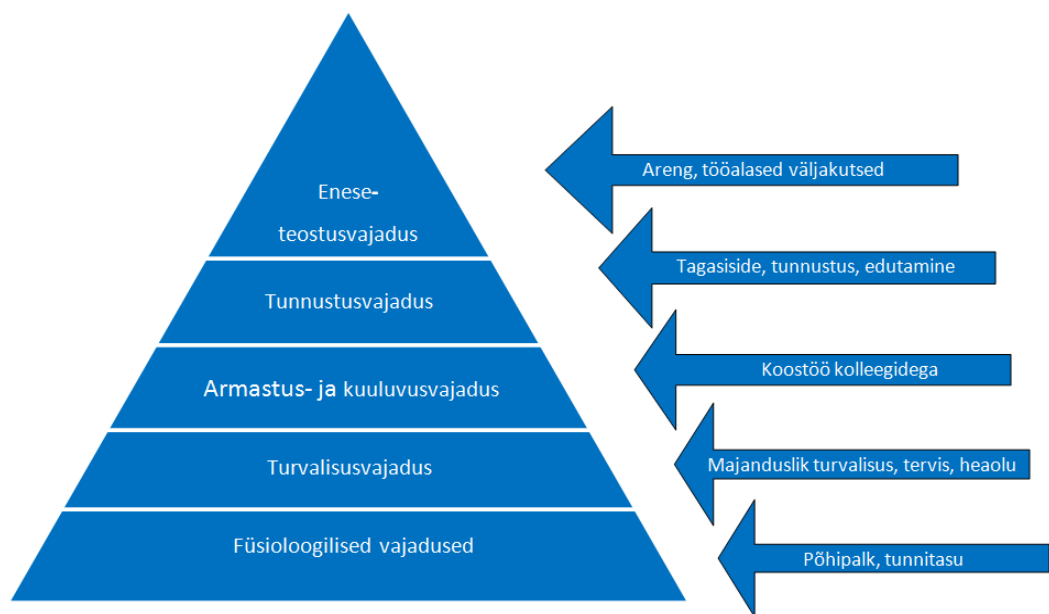 Areng, tööalased väljakutsed
Enese-
teostusvajadus
Tagasiside, tunnustus, edutamine
Tunnustusvajadus
Koostöö kolleegidega
Armastus- ja kuuluvusvajadus
Majanduslik turvalisus, tervis, heaolu
Turvalisusvajadus
Füsioloogilised vajadused
Põhipalk, tunnitasu